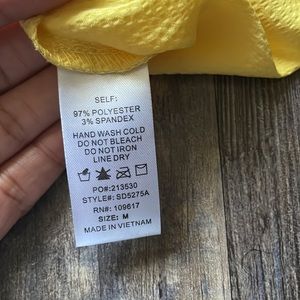 SELF:
97% POLYESTER
3% SPANDEX
HAND WASH COLD
DO NOT BLEACH
DO NOT IRON
LINE DRY
PO#:213530
STYLE#: SD5275A
RN#: 109617
SIZE: M
MADE IN VIETNAM